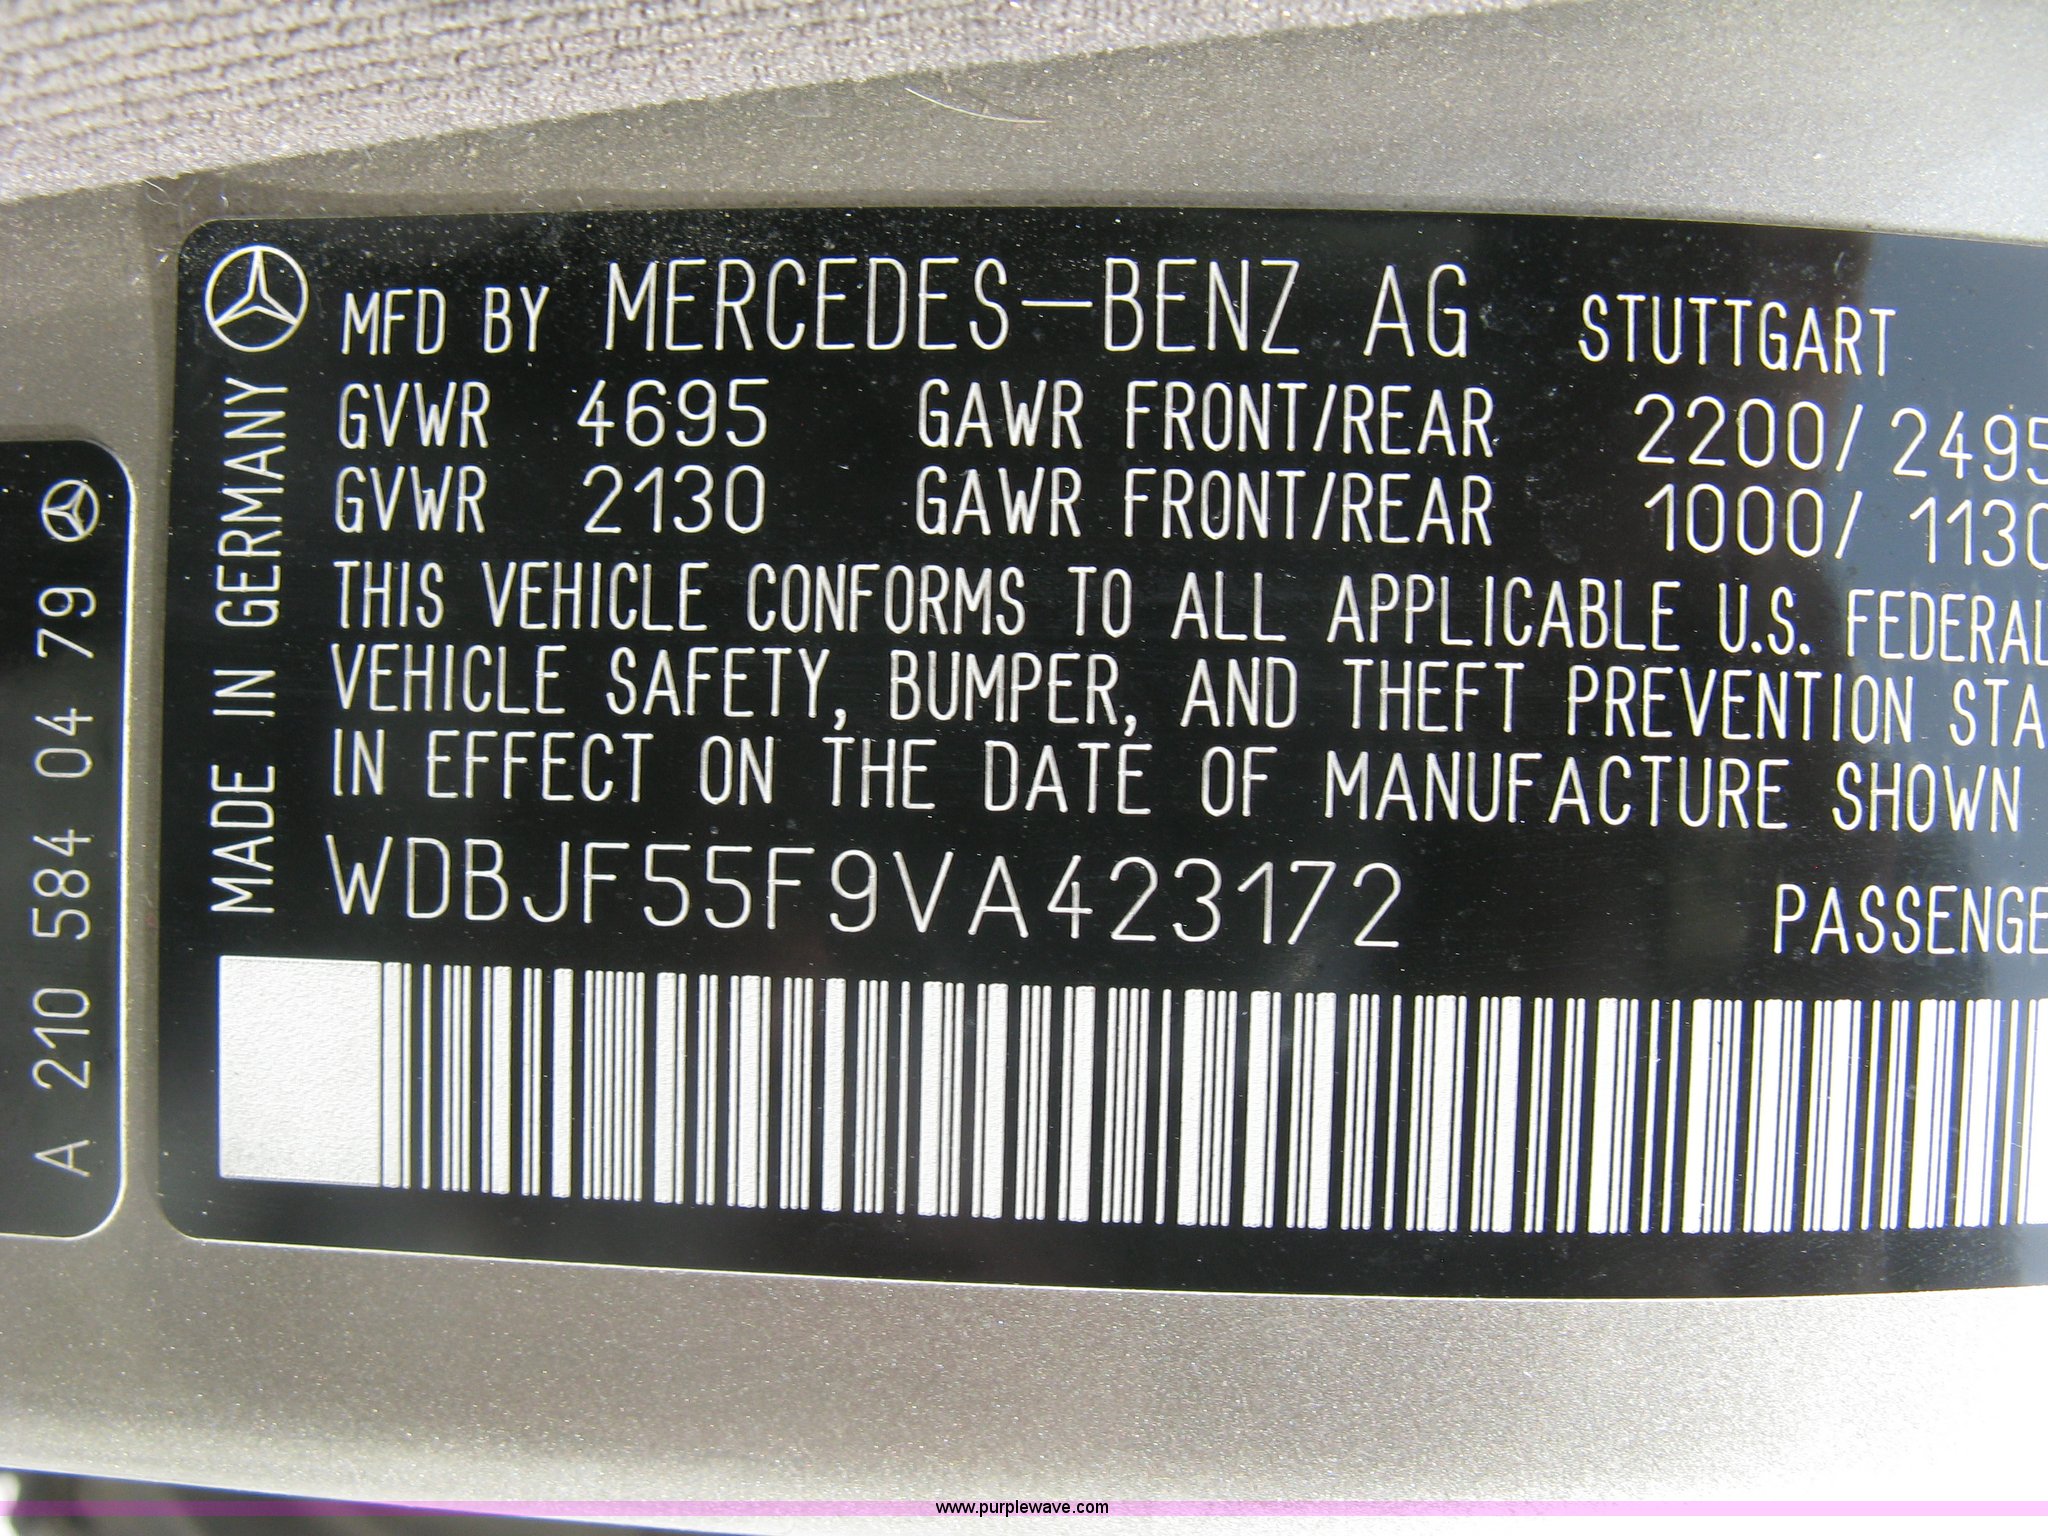 MFD BY MERCEDES-BENZ AG STUTTGART
GVWR 4695 GAWR FRONT/REAR 2200/ 2495
GVWR 2130 GAWR FRONT/REAR 1000/ 1130
THIS VEHICLE CONFORMS TO ALL APPLICABLE U.S. FEDERAL
VEHICLE SAFETY, BUMPER, AND THEFT PREVENTION STA
IN EFFECT ON THE DATE OF MANUFACTURE SHOWN
WDBJF55F9VA423172 PASSENGE
MADE IN GERMANY
A 210 584 04 79
www.purplewave.com